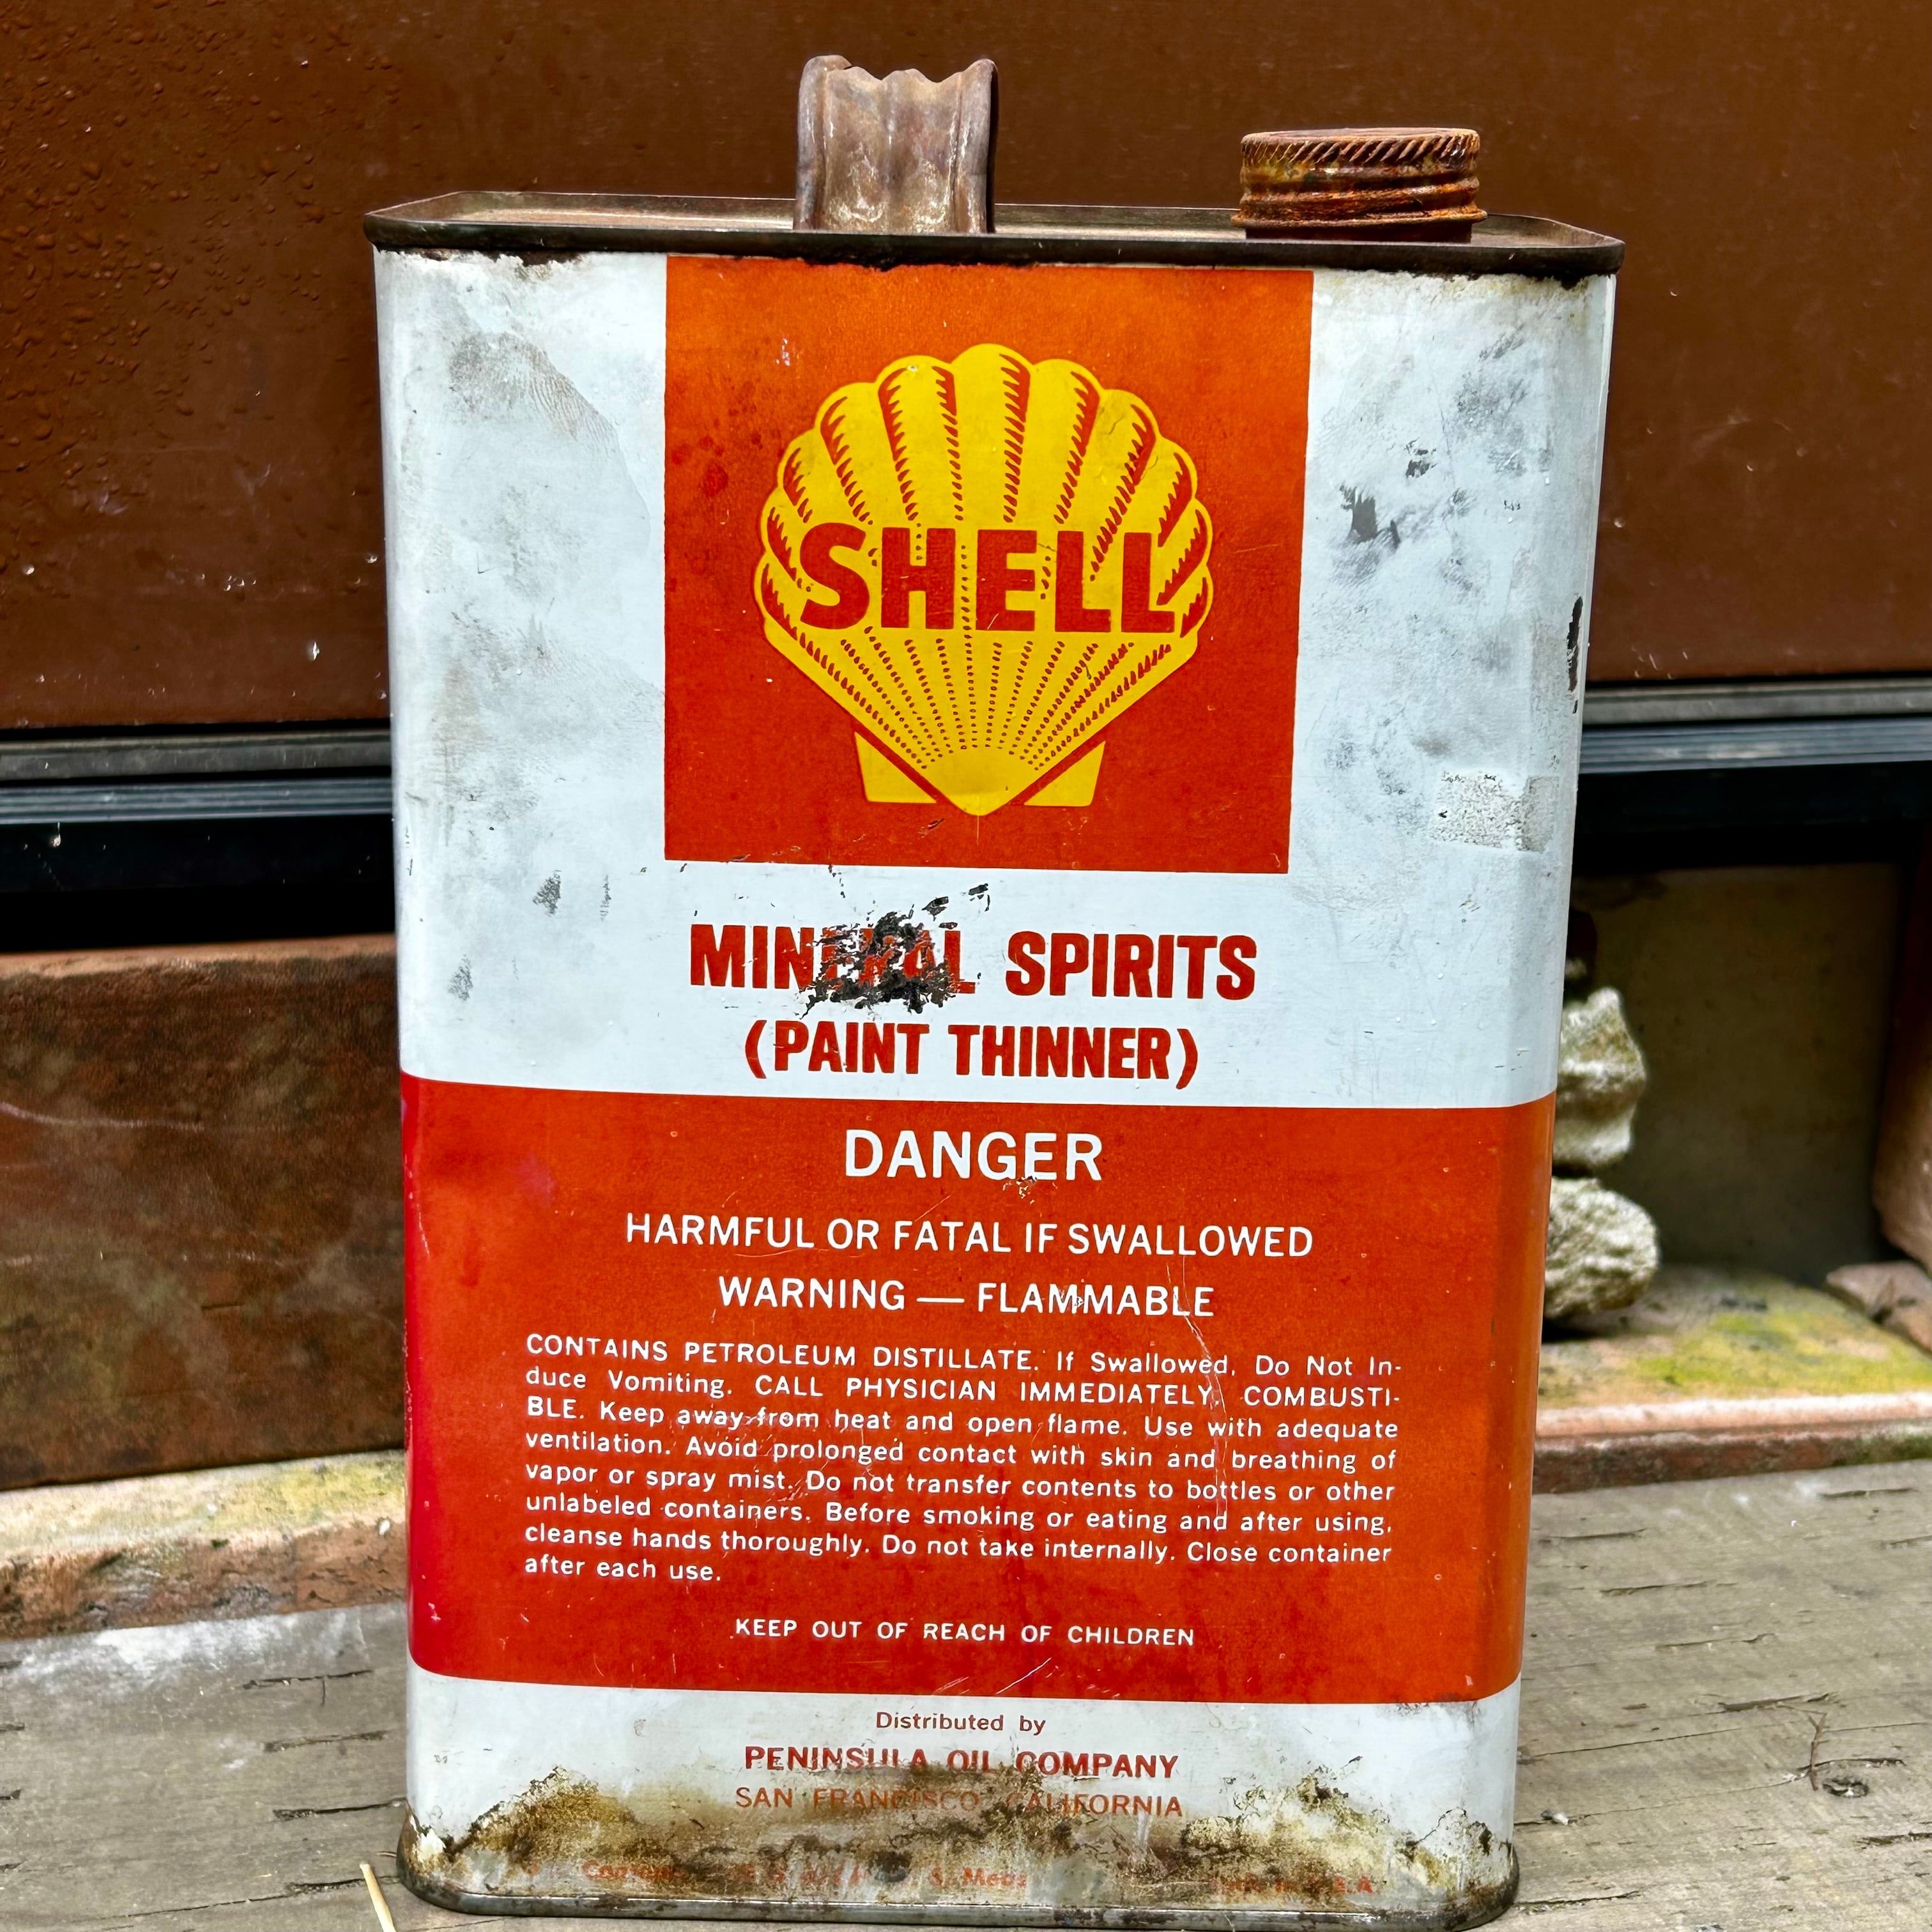 SHELL
MINERAL SPIRITS
(PAINT THINNER)
DANGER
HARMFUL OR FATAL IF SWALLOWED
WARNING — FLAMMABLE
CONTAINS PETROLEUM DISTILLATE. If Swallowed, Do Not In-
duce Vomiting. CALL PHYSICIAN IMMEDIATELY. COMBUSTI-
BLE. Keep away from heat and open flame. Use with adequate
ventilation. Avoid prolonged contact with skin and breathing of
vapor or spray mist. Do not transfer contents to bottles or other
unlabeled containers. Before smoking or eating and after using,
cleanse hands thoroughly. Do not take internally. Close container
after each use.
KEEP OUT OF REACH OF CHILDREN
Distributed by
PENINSULA OIL COMPANY
SAN FRANCISCO, CALIFORNIA